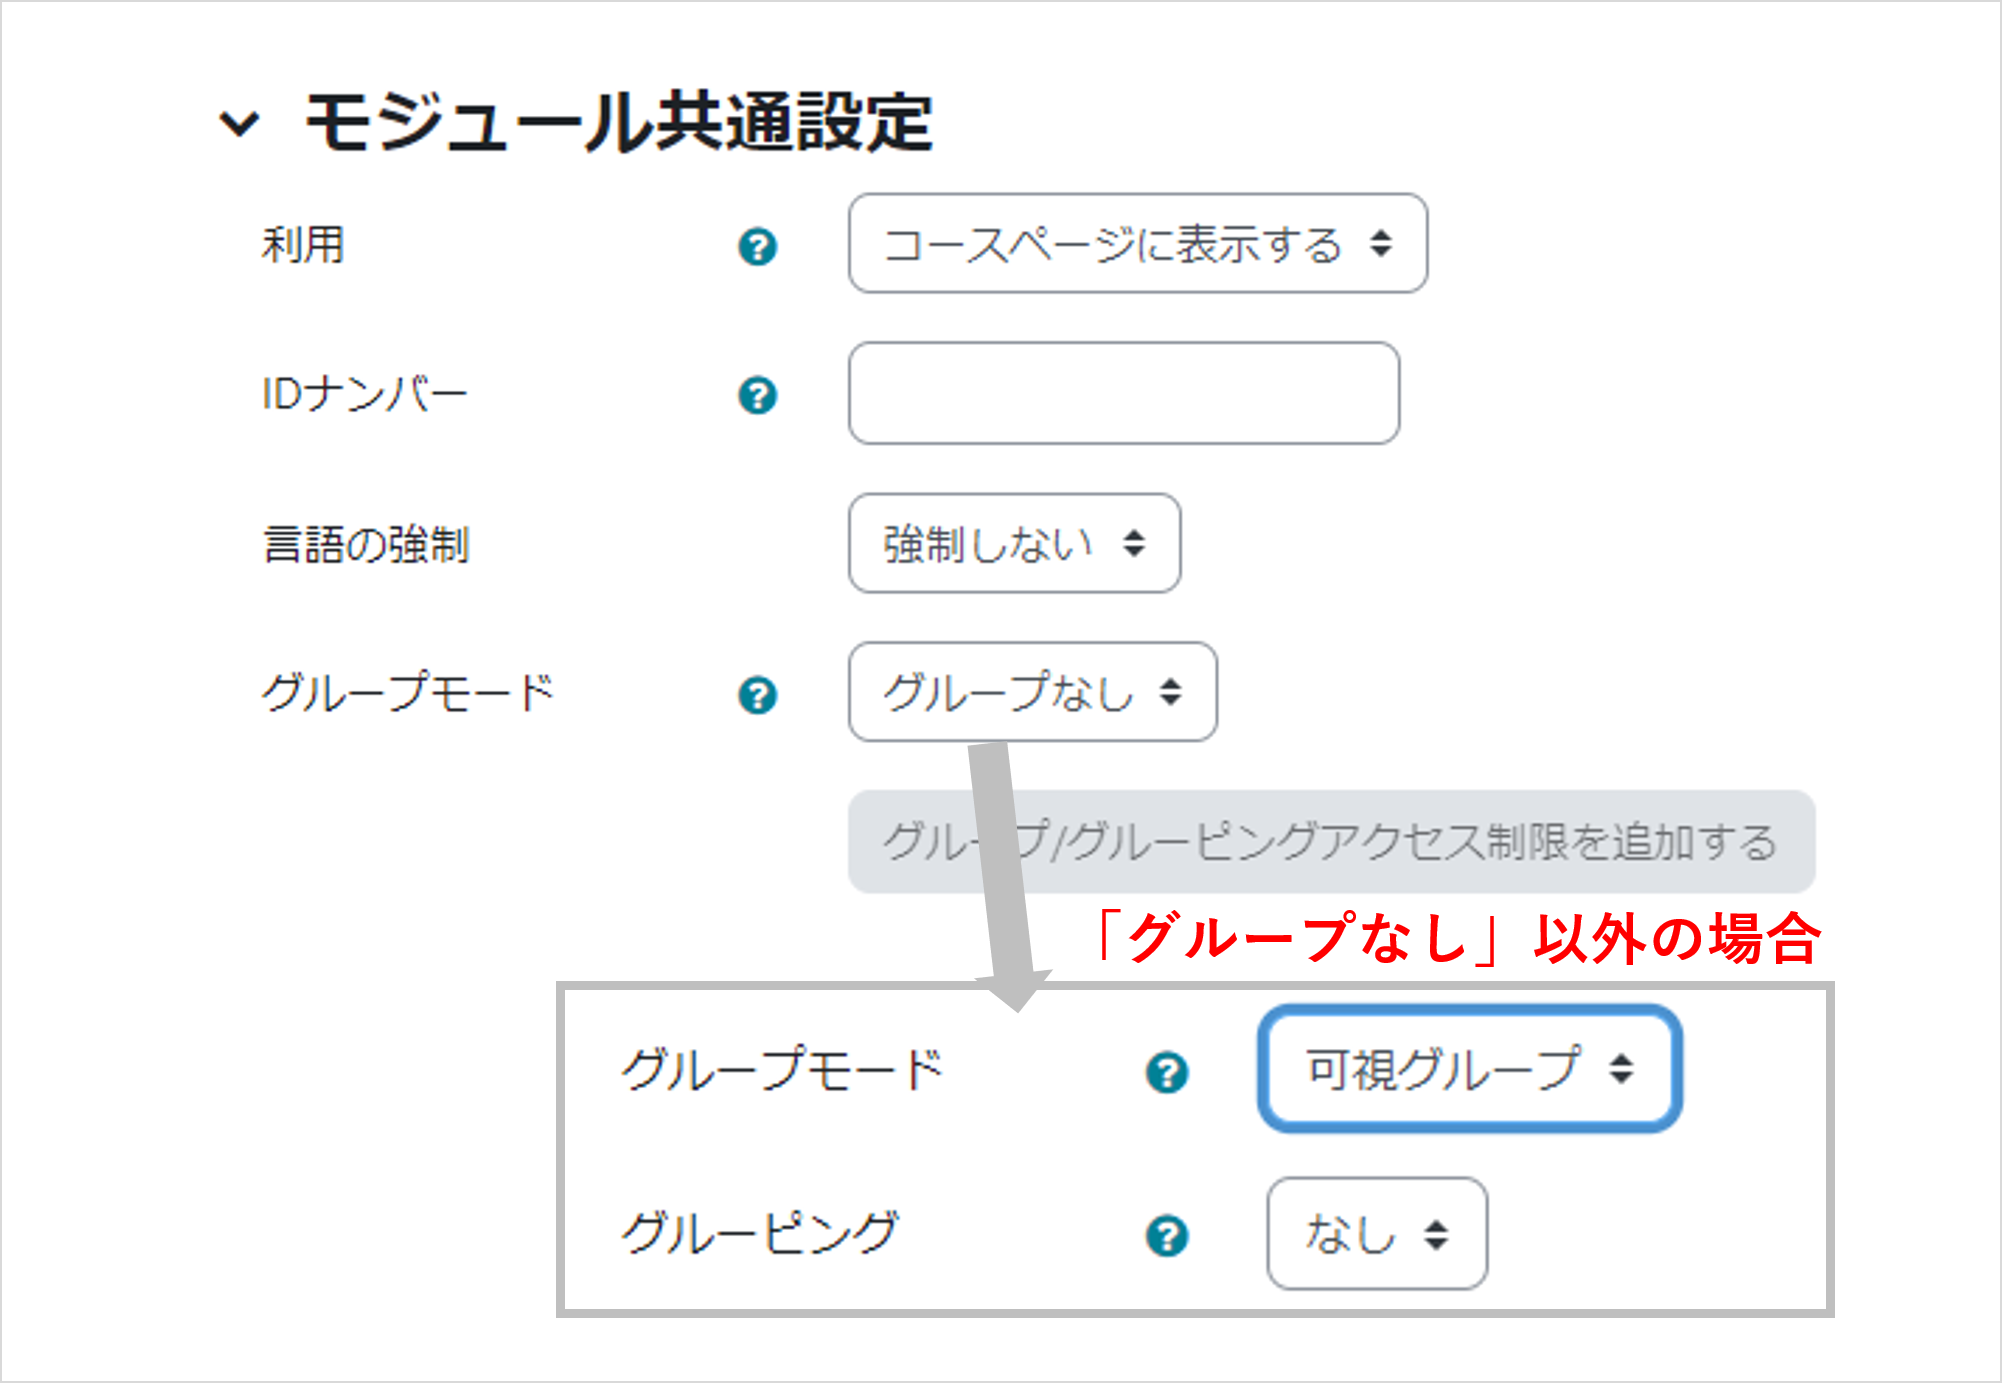 モジュール共通設定
利用 ? コースページに表示する
IDナンバー ?
言語の強制 強制しない
グループモード ? グループなし
グループ/グルーピングアクセス制限を追加する
「グループなし」以外の場合
グループモード ? 可視グループ
グルーピング ? なし